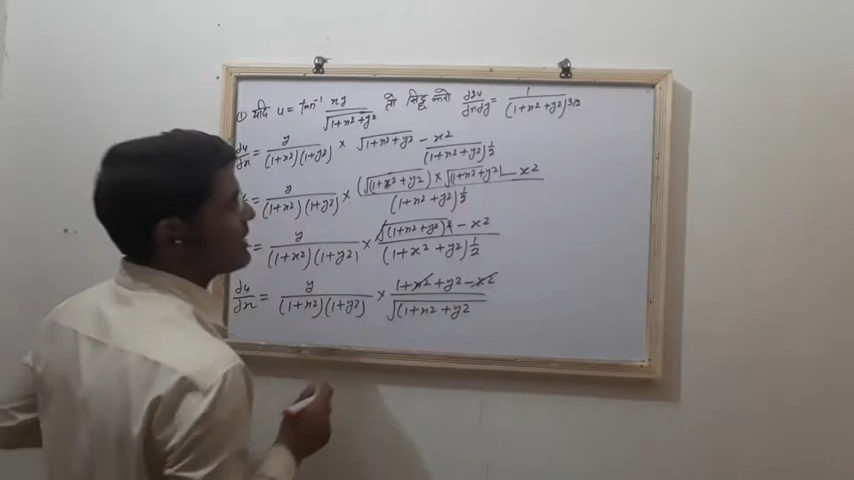 ① यदि u = tan⁻¹ xy/√(1+x²+y²) तो सिद्ध करो d²u/dxdy = 1/(1+x²+y²)^3/2
du/dx = y/(1+x²)(1+y²) × √1+x²+y² - x²/(1+x²+y²)^1/2
= y/(1+x²)(1+y²) × (√(1+x²+y²) × √(1+x²+y²) - x²)/(1+x²+y²)^1/2
= y/(1+x²)(1+y²) × (√(1+x²+y²)² - x²)/(1+x²+y²)^1/2
du/dx = y/(1+x²)(1+y²) × (1+x²+y²-x²)/√(1+x²+y²